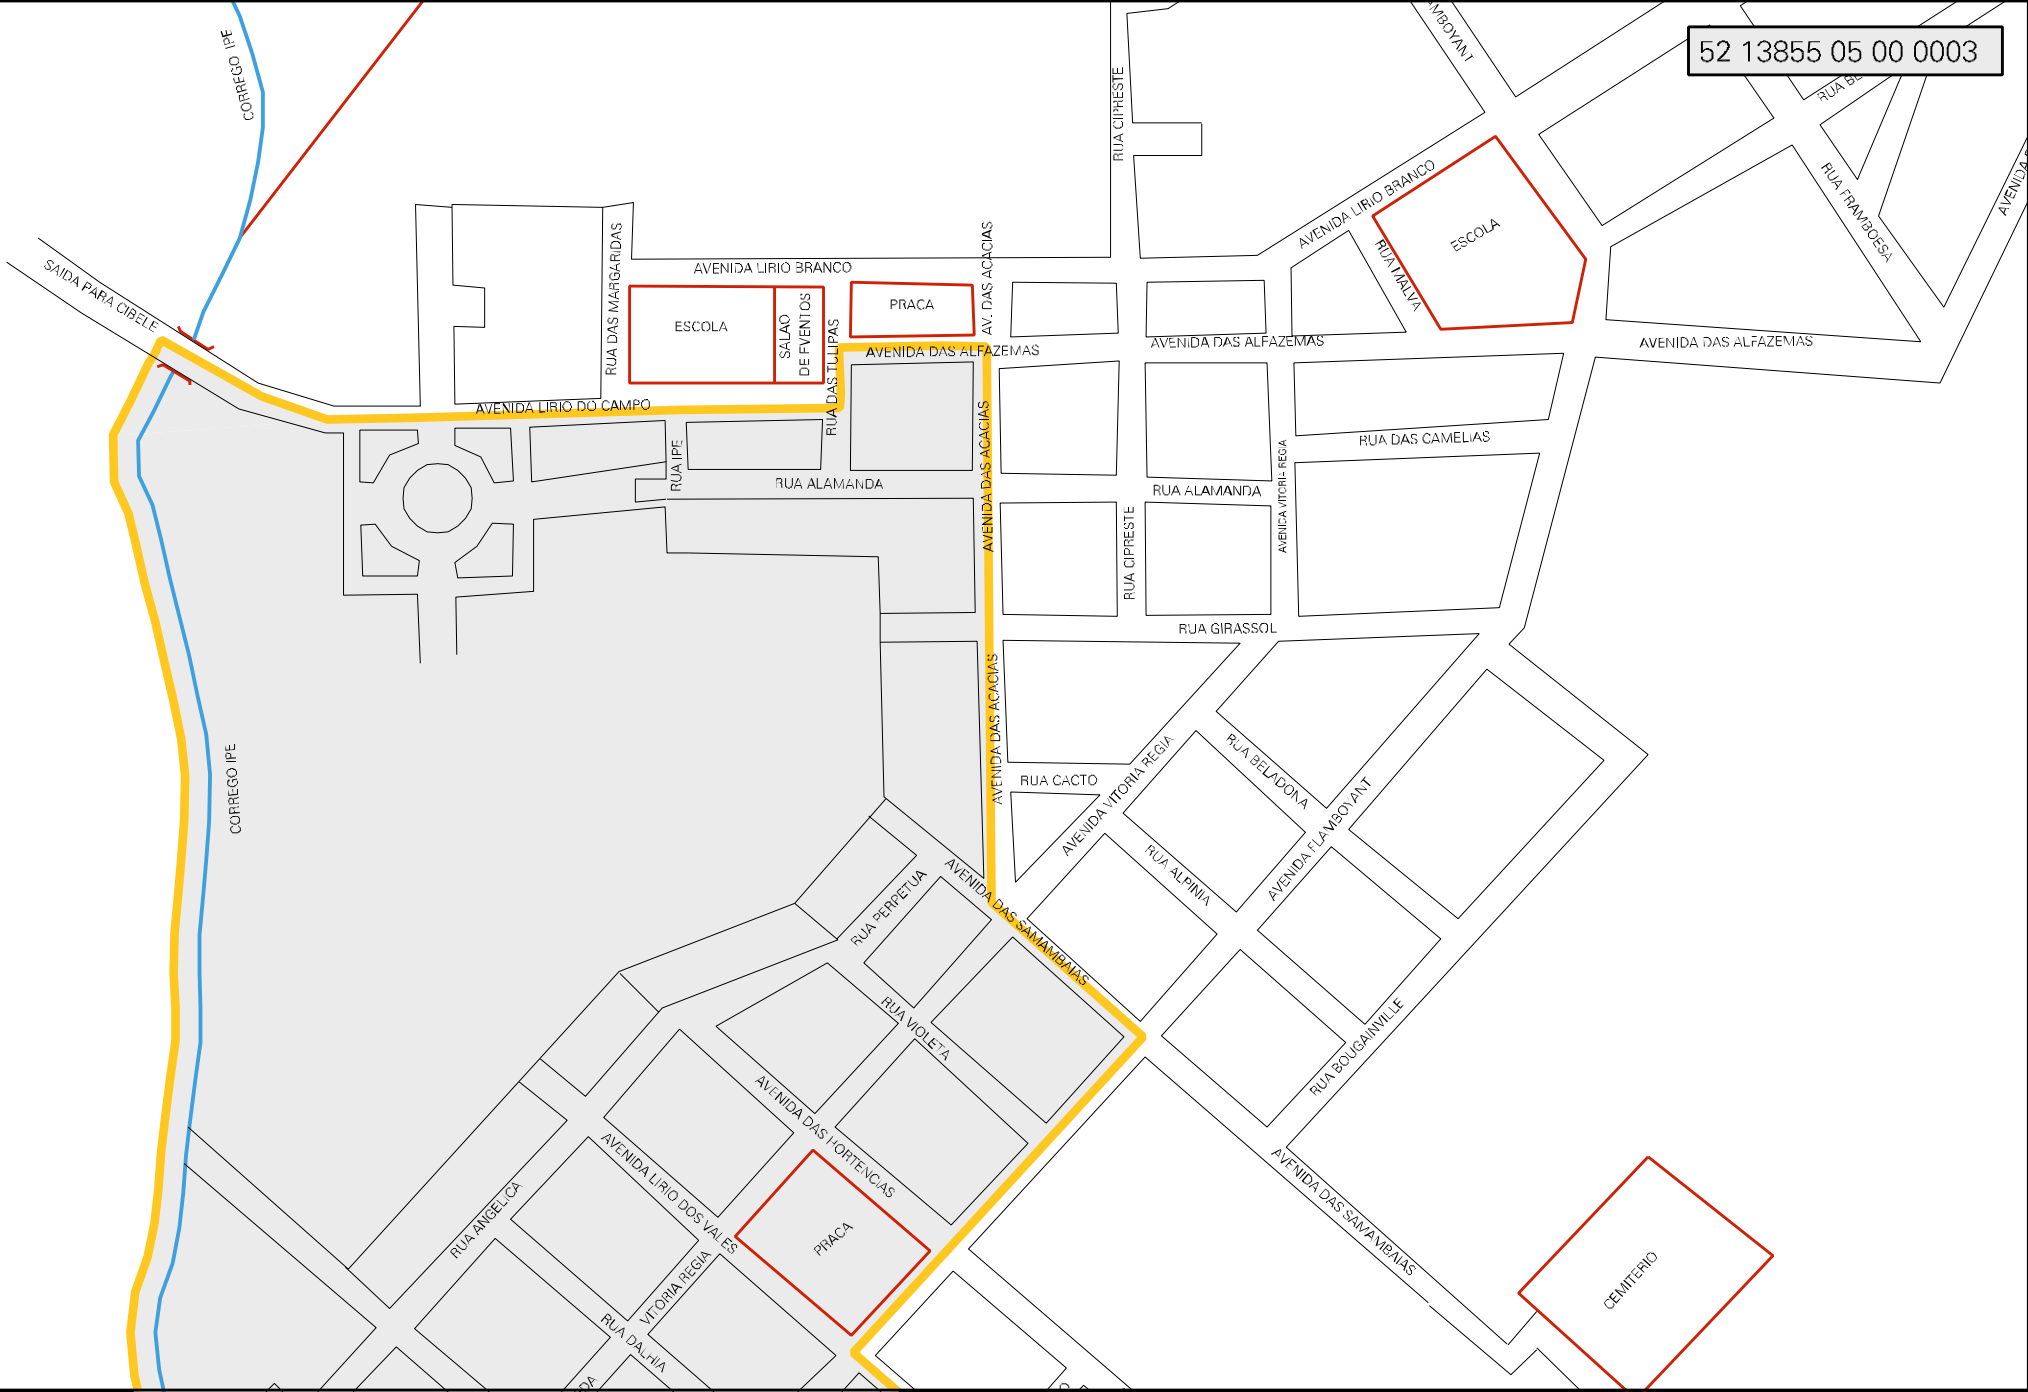 52 13855 05 00 0003
CORREGO IPE
RUA CIPRESTE
SAIDA PARA CIBELE
RUA DAS MARGARIDAS
AVENIDA LIRIO BRANCO
AV. DAS ACACIAS
AVENIDA LIRIO BRANCO
ESCOLA
RUA MALVA
RUA FRAMBOESA
AVENIDA
ESCOLA
SALAO
DE EVENTOS
PRACA
RUA DAS TULIPAS
AVENIDA DAS ALFAZEMAS
AVENIDA DAS ALFAZEMAS
AVENIDA DAS ALFAZEMAS
AVENIDA LIRIO DO CAMPO
RUA IPE
RUA ALAMANDA
AVENIDA DAS ACACIAS
RUA ALAMANDA
RUA CIPRESTE
AVENIDA VITORIA REGIA
RUA DAS CAMELIAS
RUA GIRASSOL
AVENIDA DAS ACACIAS
RUA CACTO
AVENIDA VITORIA REGIA
RUA BELADONA
AVENIDA FLAMBOYANT
RUA ALPINIA
CORREGO IPE
RUA PERPETUA
AVENIDA DAS SAMAMBAIAS
RUA VIOLETA
RUA BOUGAINVILLE
AVENIDA DAS HORTENCIAS
AVENIDA LIRIO DOS VALES
RUA ANGELICA
PRACA
VITORIA REGIA
RUA DALHIA
AVENIDA DAS SAMAMBAIAS
CEMITERIO